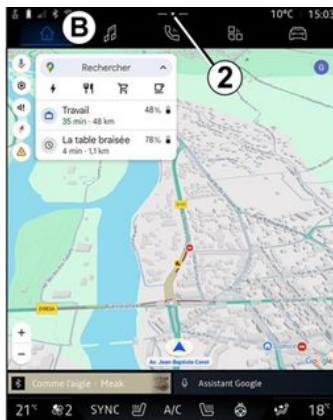 10°C
15:03
B
2
Rechercher
G
Travail
48%
35 min - 48 km
La table braisée
78%
4 min - 1,1 km
Av. Jean-Baptiste Canot
Comme l'aigle - Meak
Assistant Google
21°C
2
SYNC
A/C
18°